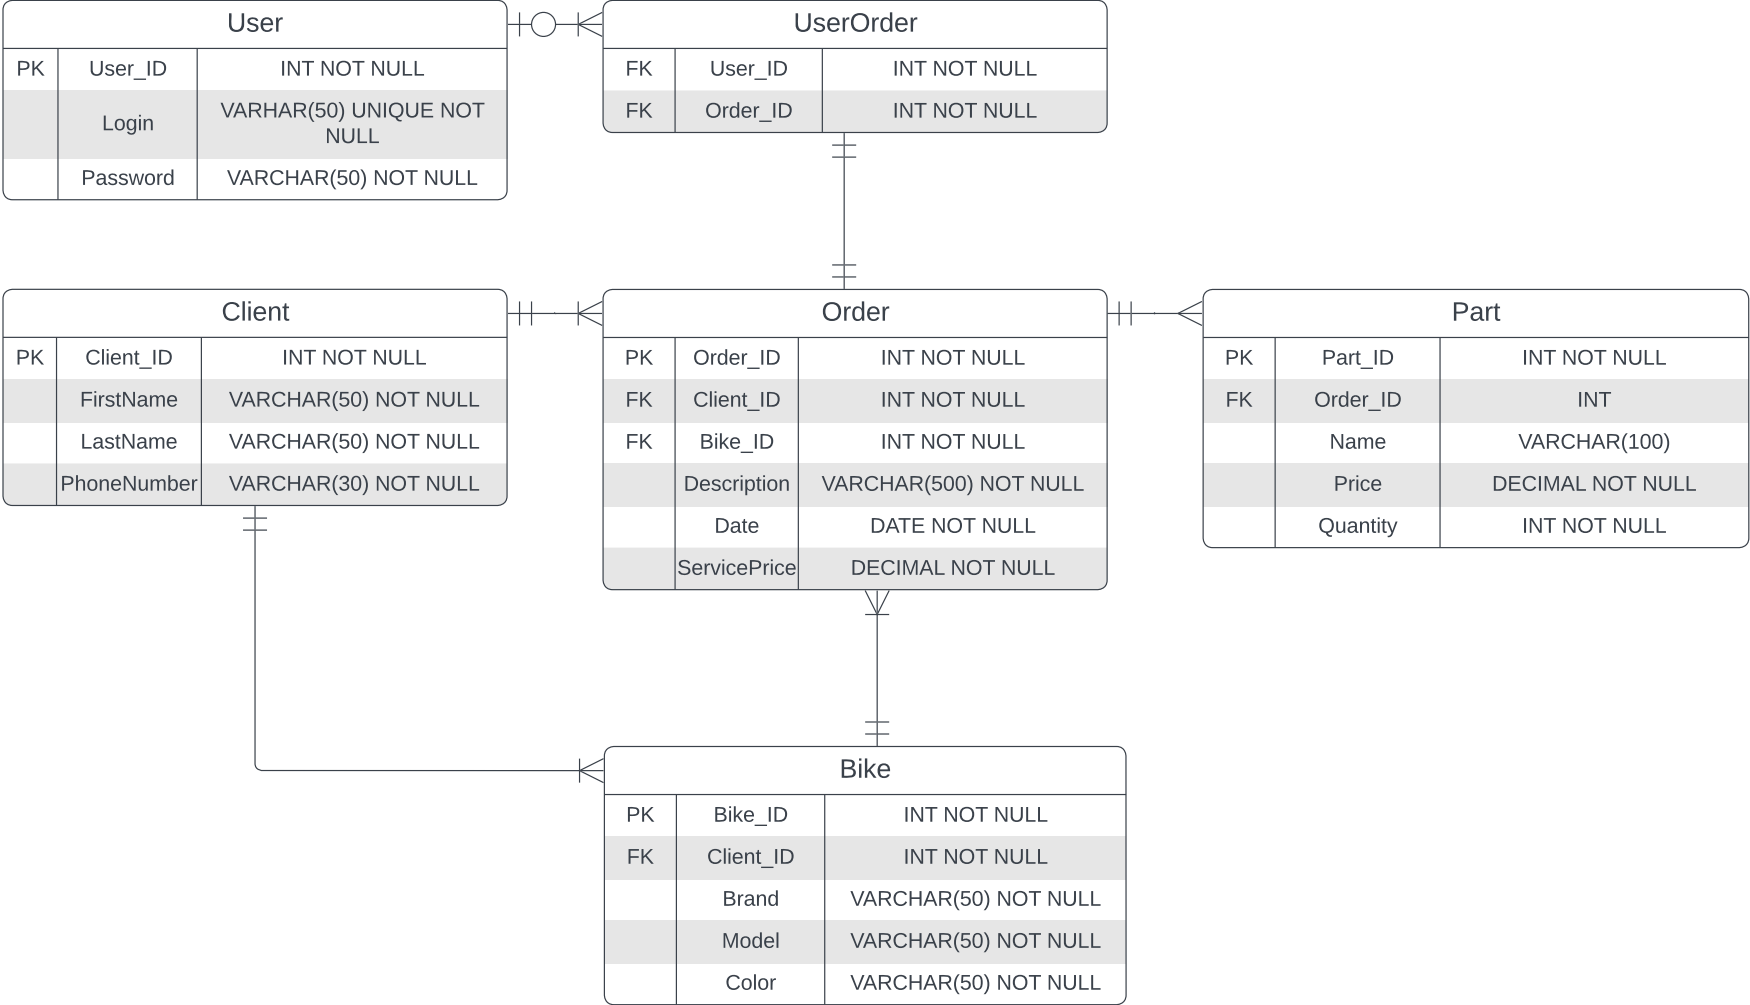 User
PK User_ID INT NOT NULL
Login VARHAR(50) UNIQUE NOT
NULL
Password VARCHAR(50) NOT NULL
UserOrder
FK User_ID INT NOT NULL
FK Order_ID INT NOT NULL
Client
PK Client_ID INT NOT NULL
FirstName VARCHAR(50) NOT NULL
LastName VARCHAR(50) NOT NULL
PhoneNumber VARCHAR(30) NOT NULL
Order
PK Order_ID INT NOT NULL
FK Client_ID INT NOT NULL
FK Bike_ID INT NOT NULL
Description VARCHAR(500) NOT NULL
Date DATE NOT NULL
ServicePrice DECIMAL NOT NULL
Part
PK Part_ID INT NOT NULL
FK Order_ID INT
Name VARCHAR(100)
Price DECIMAL NOT NULL
Quantity INT NOT NULL
Bike
PK Bike_ID INT NOT NULL
FK Client_ID INT NOT NULL
Brand VARCHAR(50) NOT NULL
Model VARCHAR(50) NOT NULL
Color VARCHAR(50) NOT NULL